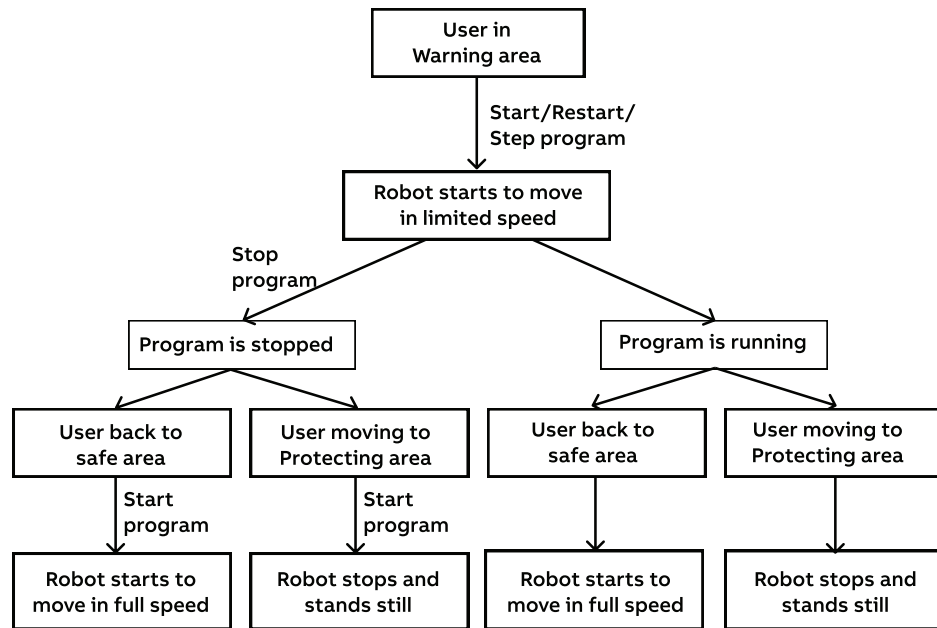 User in
Warning area
Start/Restart/
Step program
Robot starts to move
in limited speed
Stop
program
Program is stopped
Program is running
User back to
safe area
User moving to
Protecting area
User back to
safe area
User moving to
Protecting area
Start
program
Start
program
Robot starts to
move in full speed
Robot stops and
stands still
Robot starts to
move in full speed
Robot stops and
stands still